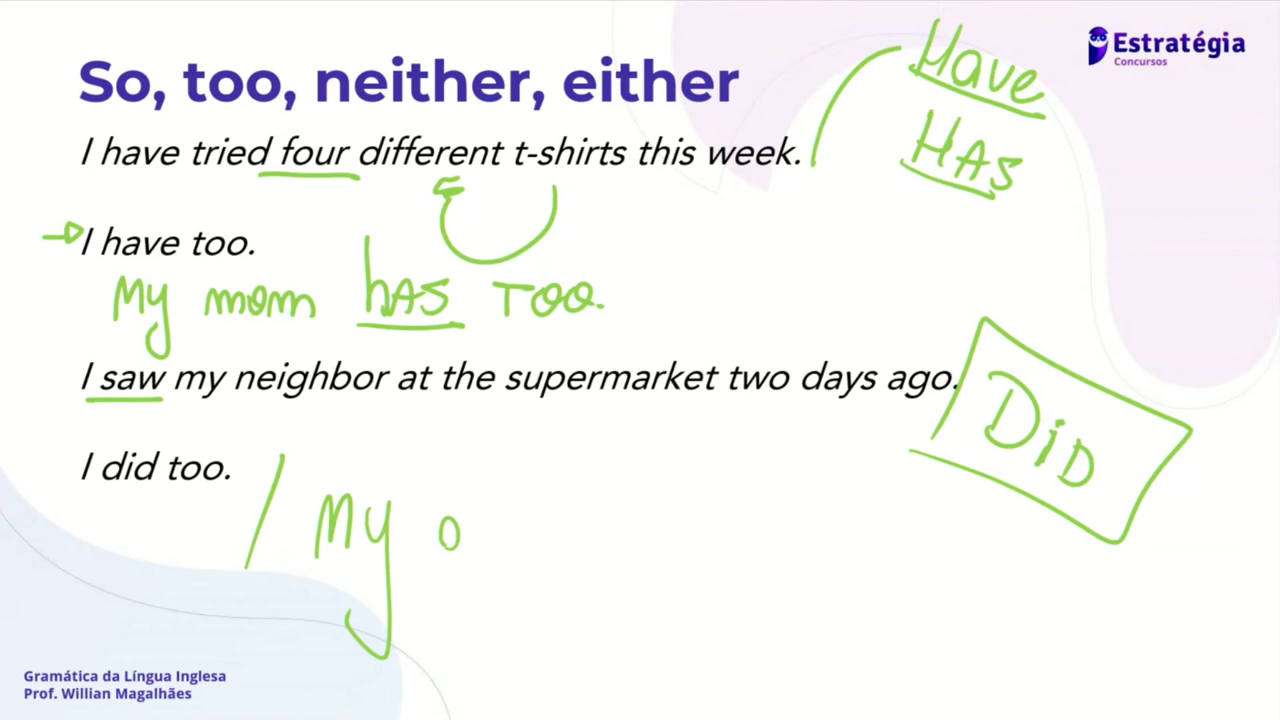 Estratégia
Concursos
So, too, neither, either
Have
Has
I have tried four different t-shirts this week.
I have too.
My mom has too.
I saw my neighbor at the supermarket two days ago.
DiD
I did too.
/ My o
Gramática da Língua Inglesa
Prof. Willian Magalhães